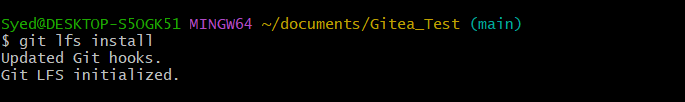 Syed@DESKTOP-S5OGK51 MINGW64 ~/documents/Gitea_Test (main)
$ git lfs install
Updated Git hooks.
Git LFS initialized.